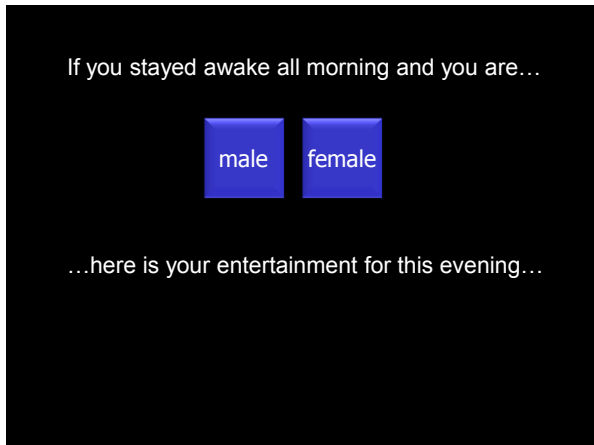 If you stayed awake all morning and you are…
male female
…here is your entertainment for this evening…